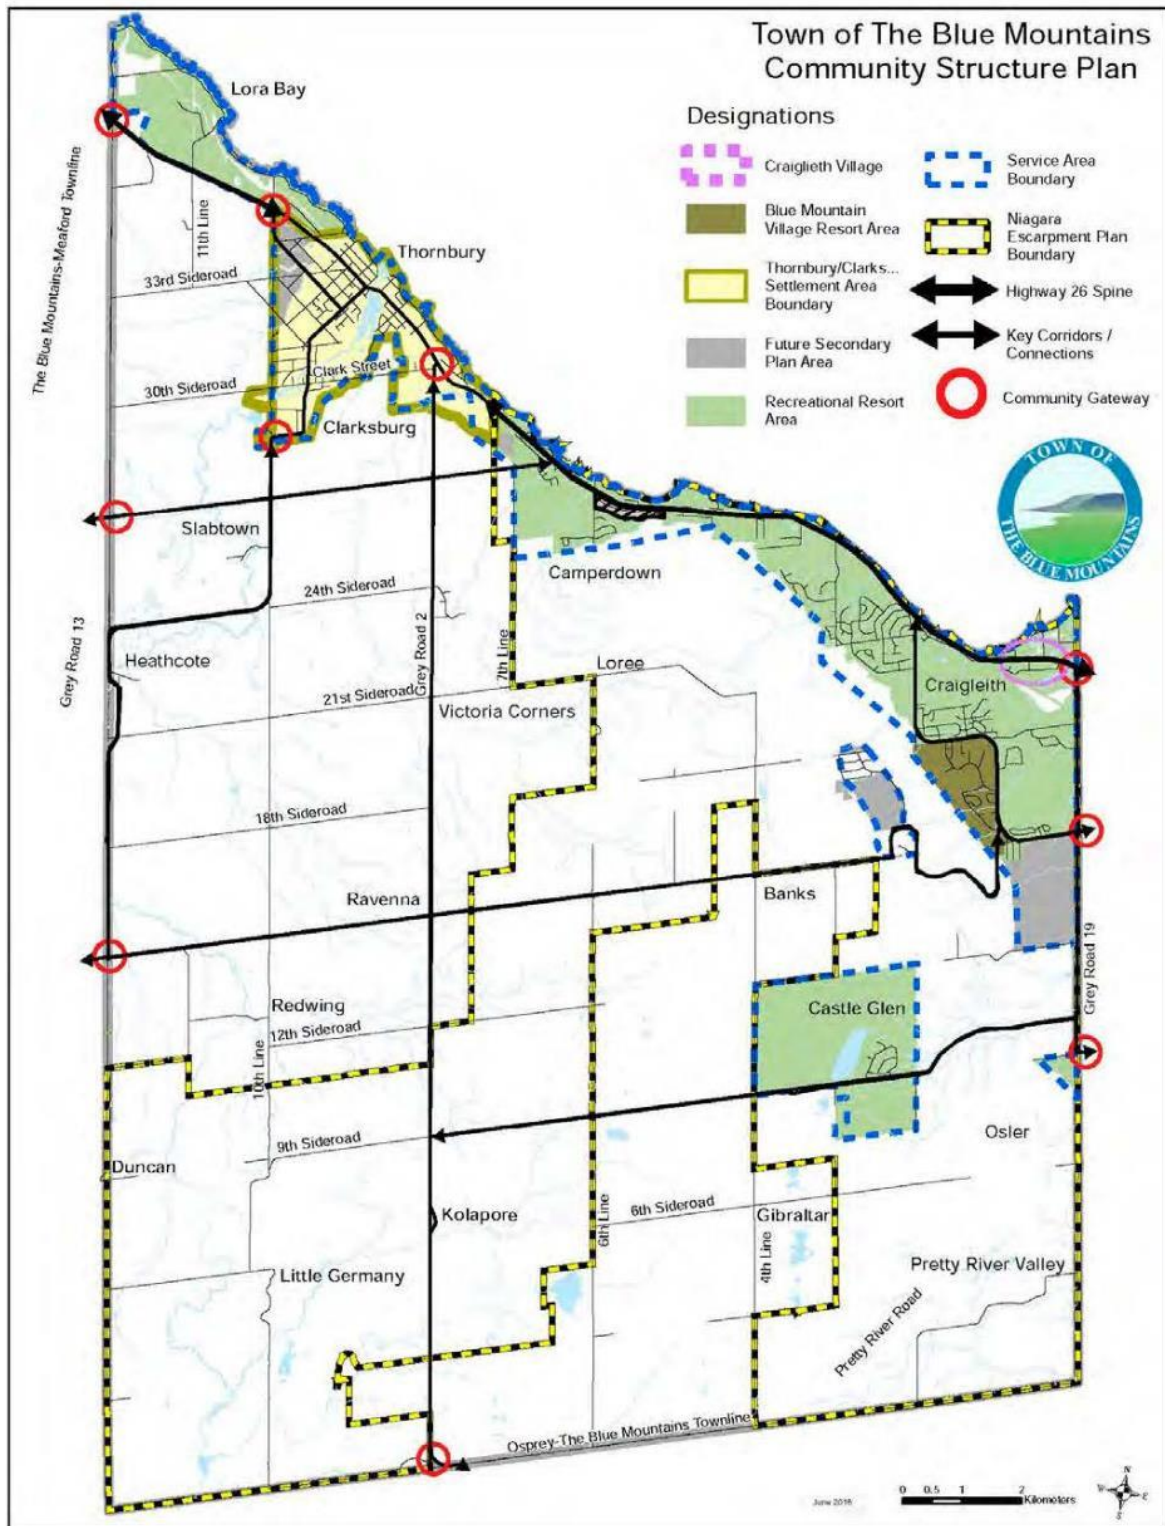 Town of The Blue Mountains
Community Structure Plan
Designations
Craiglieth Village
Blue Mountain
Village Resort Area
Thornbury/Clarks...
Settlement Area
Boundary
Future Secondary
Plan Area
Recreational Resort
Area
Service Area
Boundary
Niagara
Escarpment Plan
Boundary
Highway 26 Spine
Key Corridors /
Connections
Community Gateway
TOWN OF
THE BLUE MOUNTAINS
Lora Bay
The Blue Mountains-Meaford Townline
11th Line
Thornbury
33rd Sideroad
30th Sideroad
Clark Street
Clarksburg
Slabtown
Camperdown
24th Sideroad
Grey Road 13
Heathcote
Grey Road 2
7th Line
Loree
21st Sideroad
Victoria Corners
Craigleith
18th Sideroad
Ravenna
Banks
Grey Road 19
Redwing
Castle Glen
12th Sideroad
10th Line
9th Sideroad
Osler
Duncan
Kolapore
6th Line
6th Sideroad
Gibraltar
4th Line
Little Germany
Pretty River Valley
Pretty River Road
Osprey-The Blue Mountains Townline
June 2016
0 0.5 1 2
Kilometers
N
W E
S